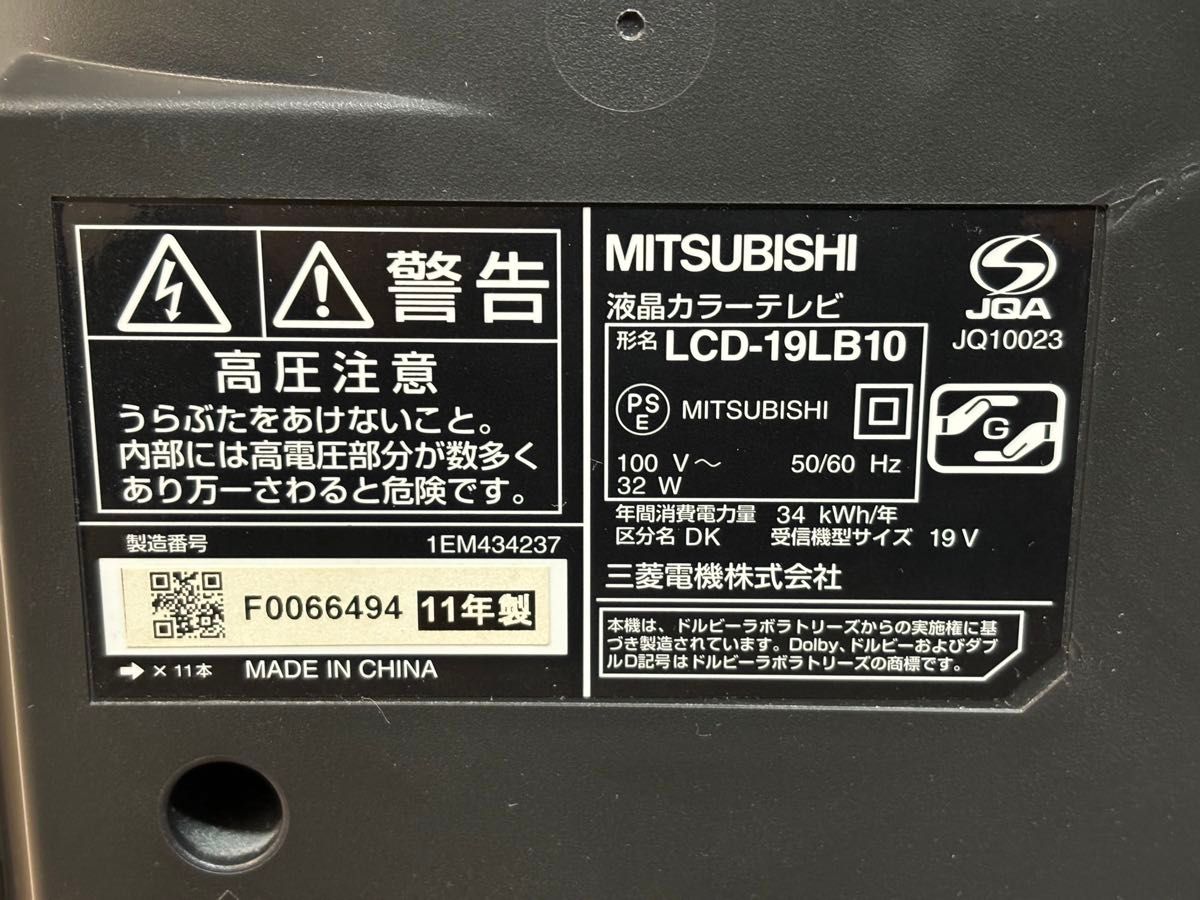 警告
高圧注意
うらぶたをあけないこと。
内部には高電圧部分が数多く
あり万一さわると危険です。
製造番号 1EM434237
F0066494 11年製
➡ × 11本 MADE IN CHINA
MITSUBISHI
液晶カラーテレビ
形名 LCD-19LB10
PSE MITSUBISHI
100 V～ 50/60 Hz
32 W
JQA
JQ10023
G
年間消費電力量 34 kWh/年
区分名 DK 受信機型サイズ 19 V
三菱電機株式会社
本機は、ドルビーラボラトリーズからの実施権に基
づき製造されています。Dolby、ドルビーおよびダブ
ルD記号はドルビーラボラトリーズの商標です。